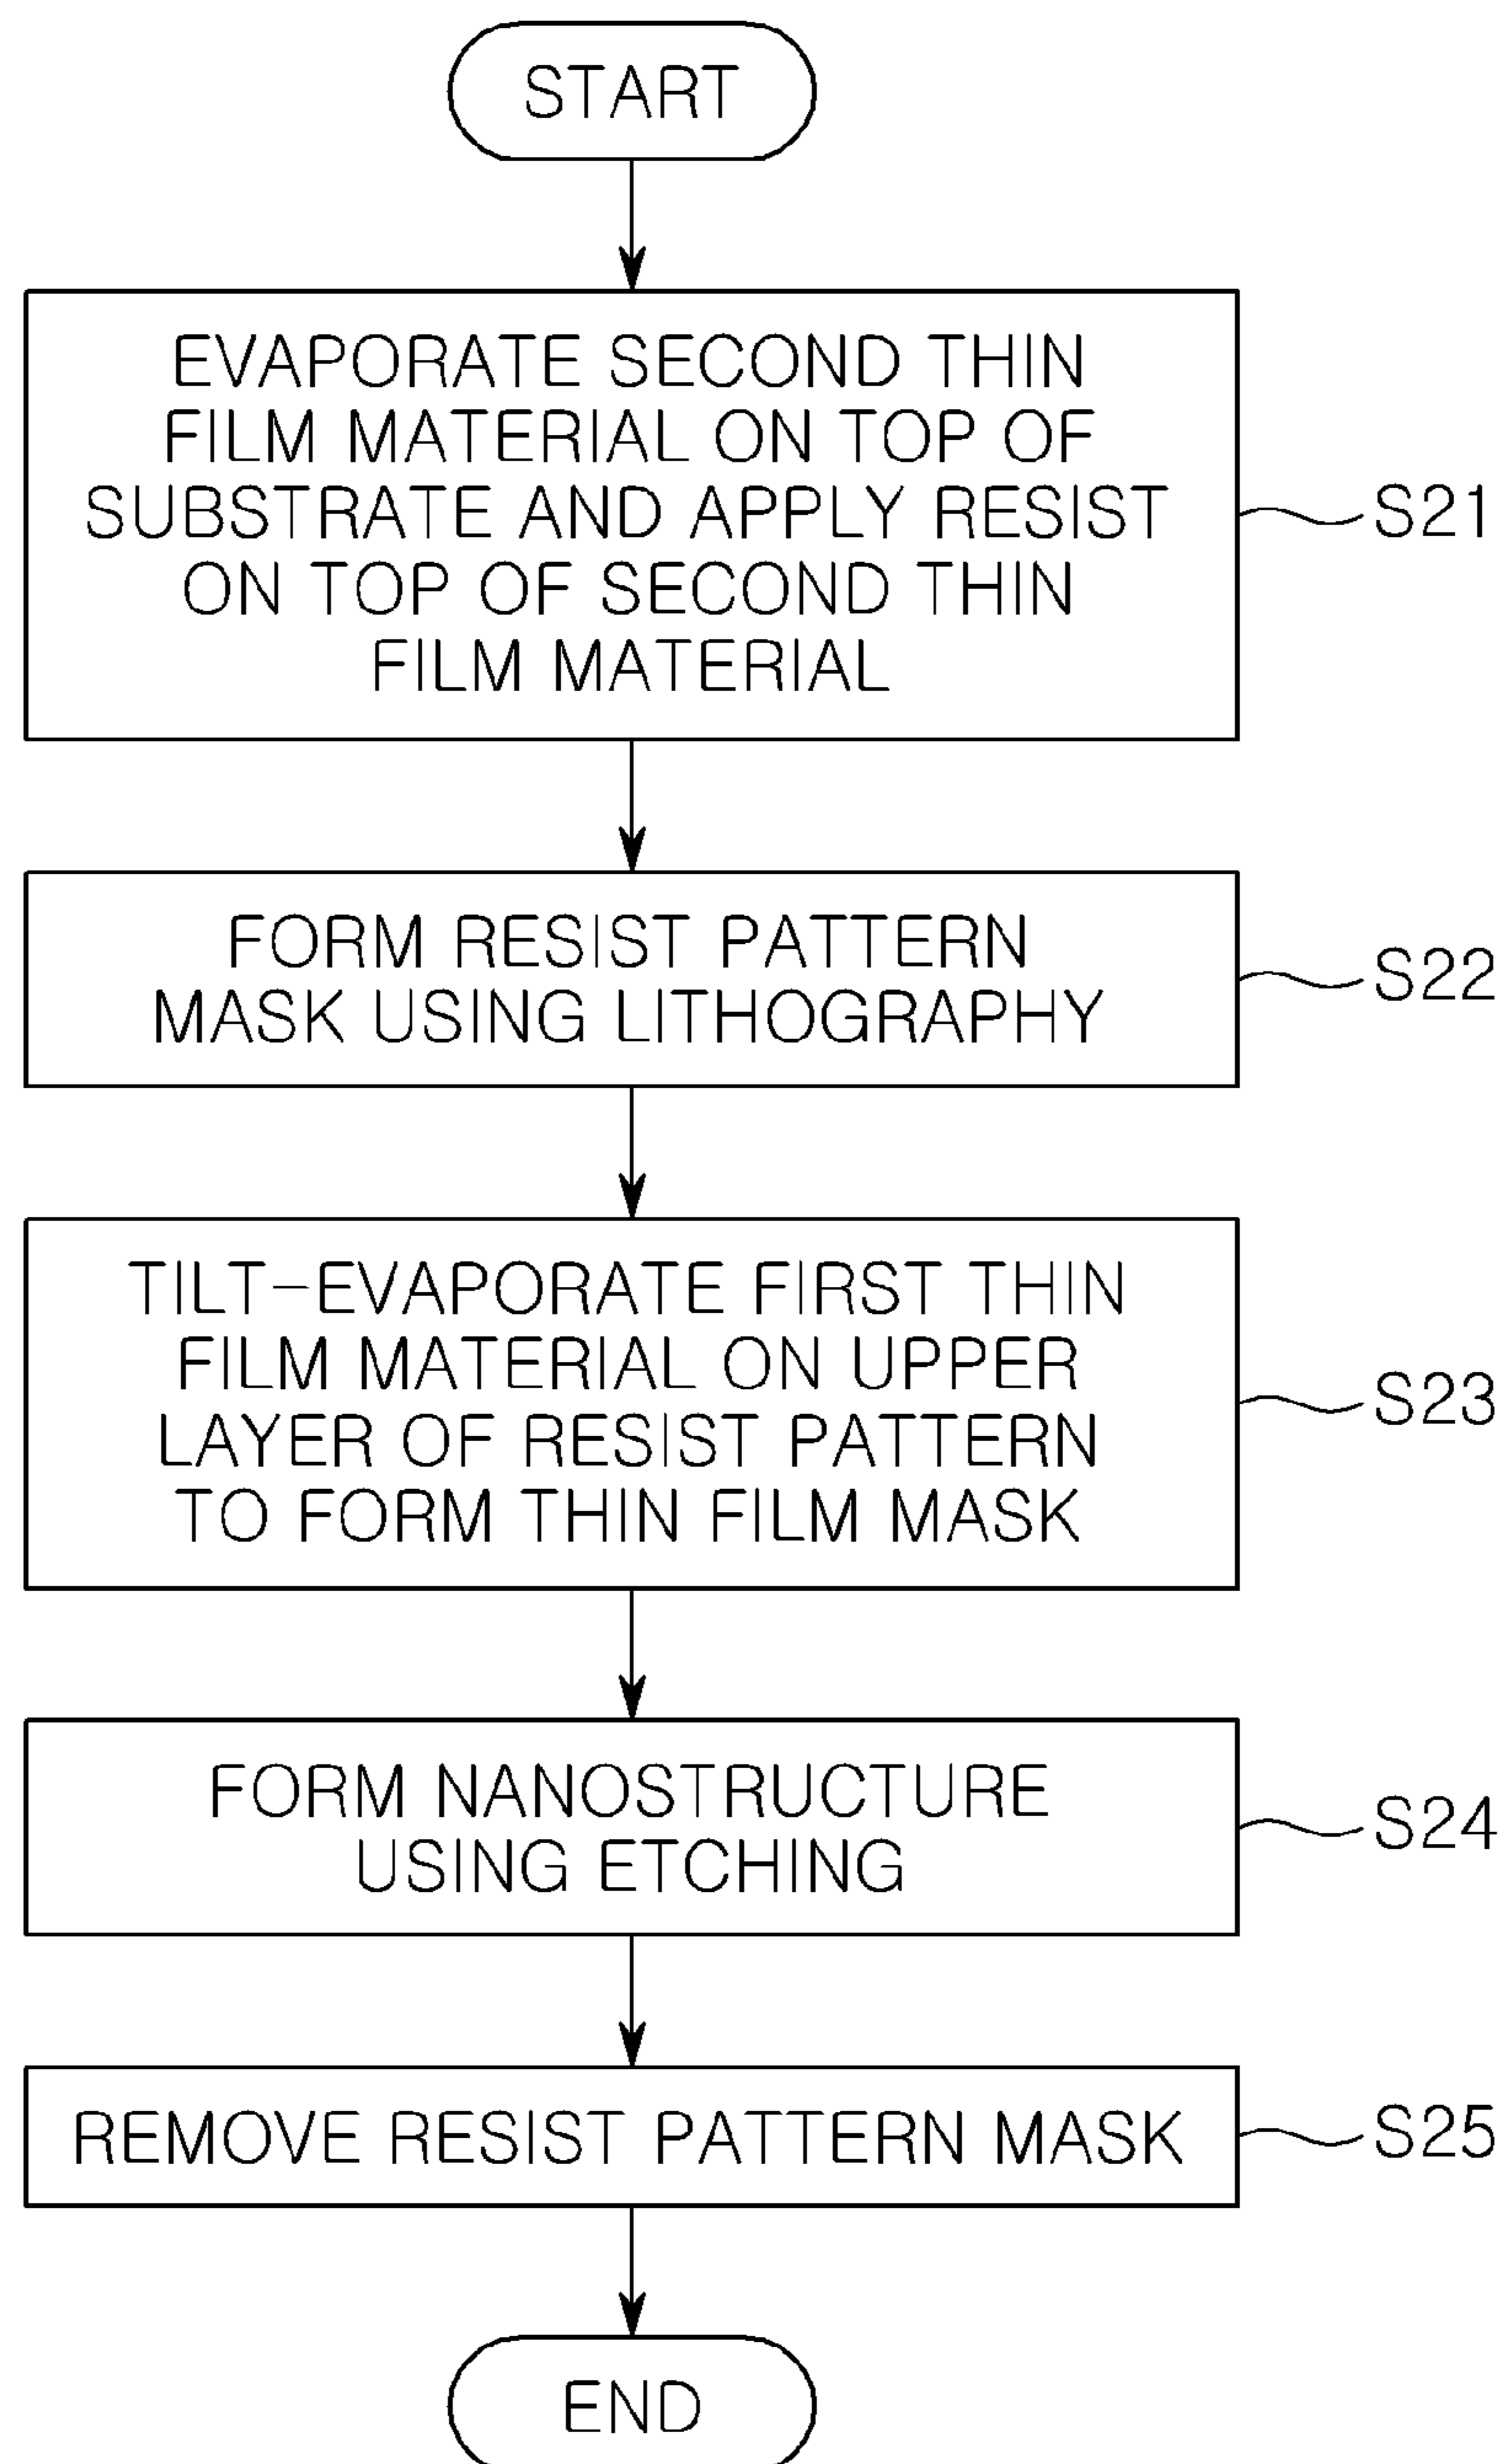 START
EVAPORATE SECOND THIN
FILM MATERIAL ON TOP OF
SUBSTRATE AND APPLY RESIST
ON TOP OF SECOND THIN
FILM MATERIAL
S21
FORM RESIST PATTERN
MASK USING LITHOGRAPHY
S22
TILT-EVAPORATE FIRST THIN
FILM MATERIAL ON UPPER
LAYER OF RESIST PATTERN
TO FORM THIN FILM MASK
S23
FORM NANOSTRUCTURE
USING ETCHING
S24
REMOVE RESIST PATTERN MASK
S25
END